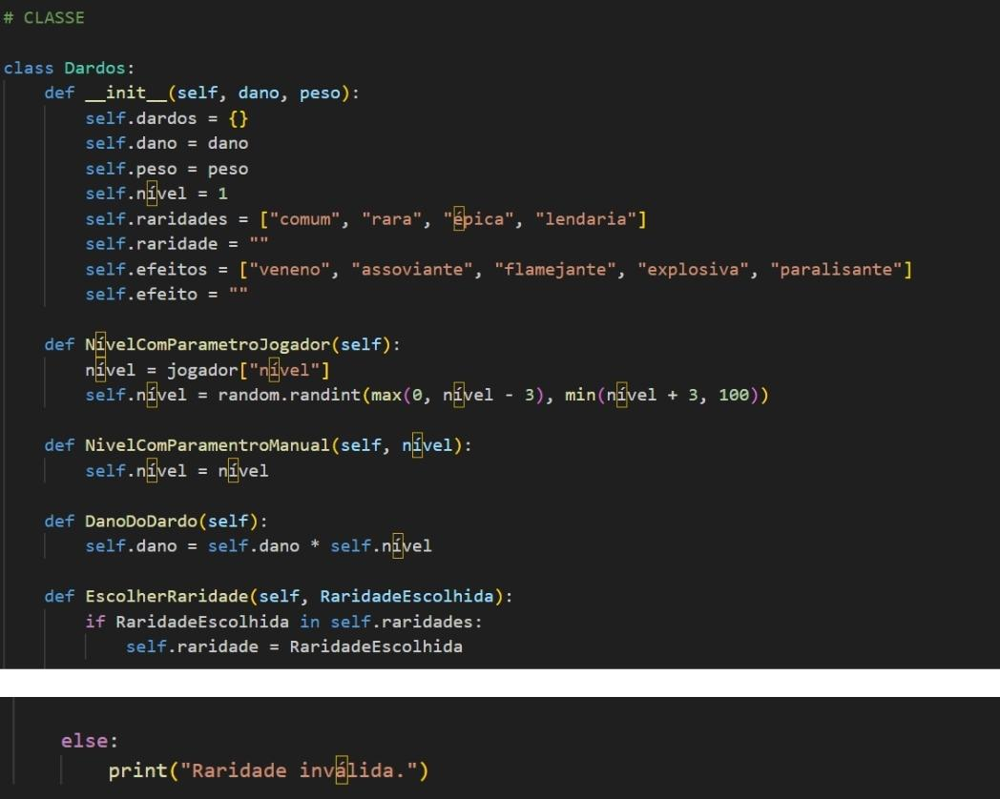 # CLASSE
class Dardos:
    def __init__(self, dano, peso):
        self.dardos = {}
        self.dano = dano
        self.peso = peso
        self.nível = 1
        self.raridades = ["comum", "rara", "épica", "lendaria"]
        self.raridade = ""
        self.efeitos = ["veneno", "assoviante", "flamejante", "explosiva", "paralisante"]
        self.efeito = ""
    def NívelComParametroJogador(self):
        nível = jogador["nível"]
        self.nível = random.randint(max(0, nível - 3), min(nível + 3, 100))
    def NivelComParamentroManual(self, nível):
        self.nível = nível
    def DanoDoDardo(self):
        self.dano = self.dano * self.nível
    def EscolherRaridade(self, RaridadeEscolhida):
        if RaridadeEscolhida in self.raridades:
            self.raridade = RaridadeEscolhida
        else:
            print("Raridade inválida.")